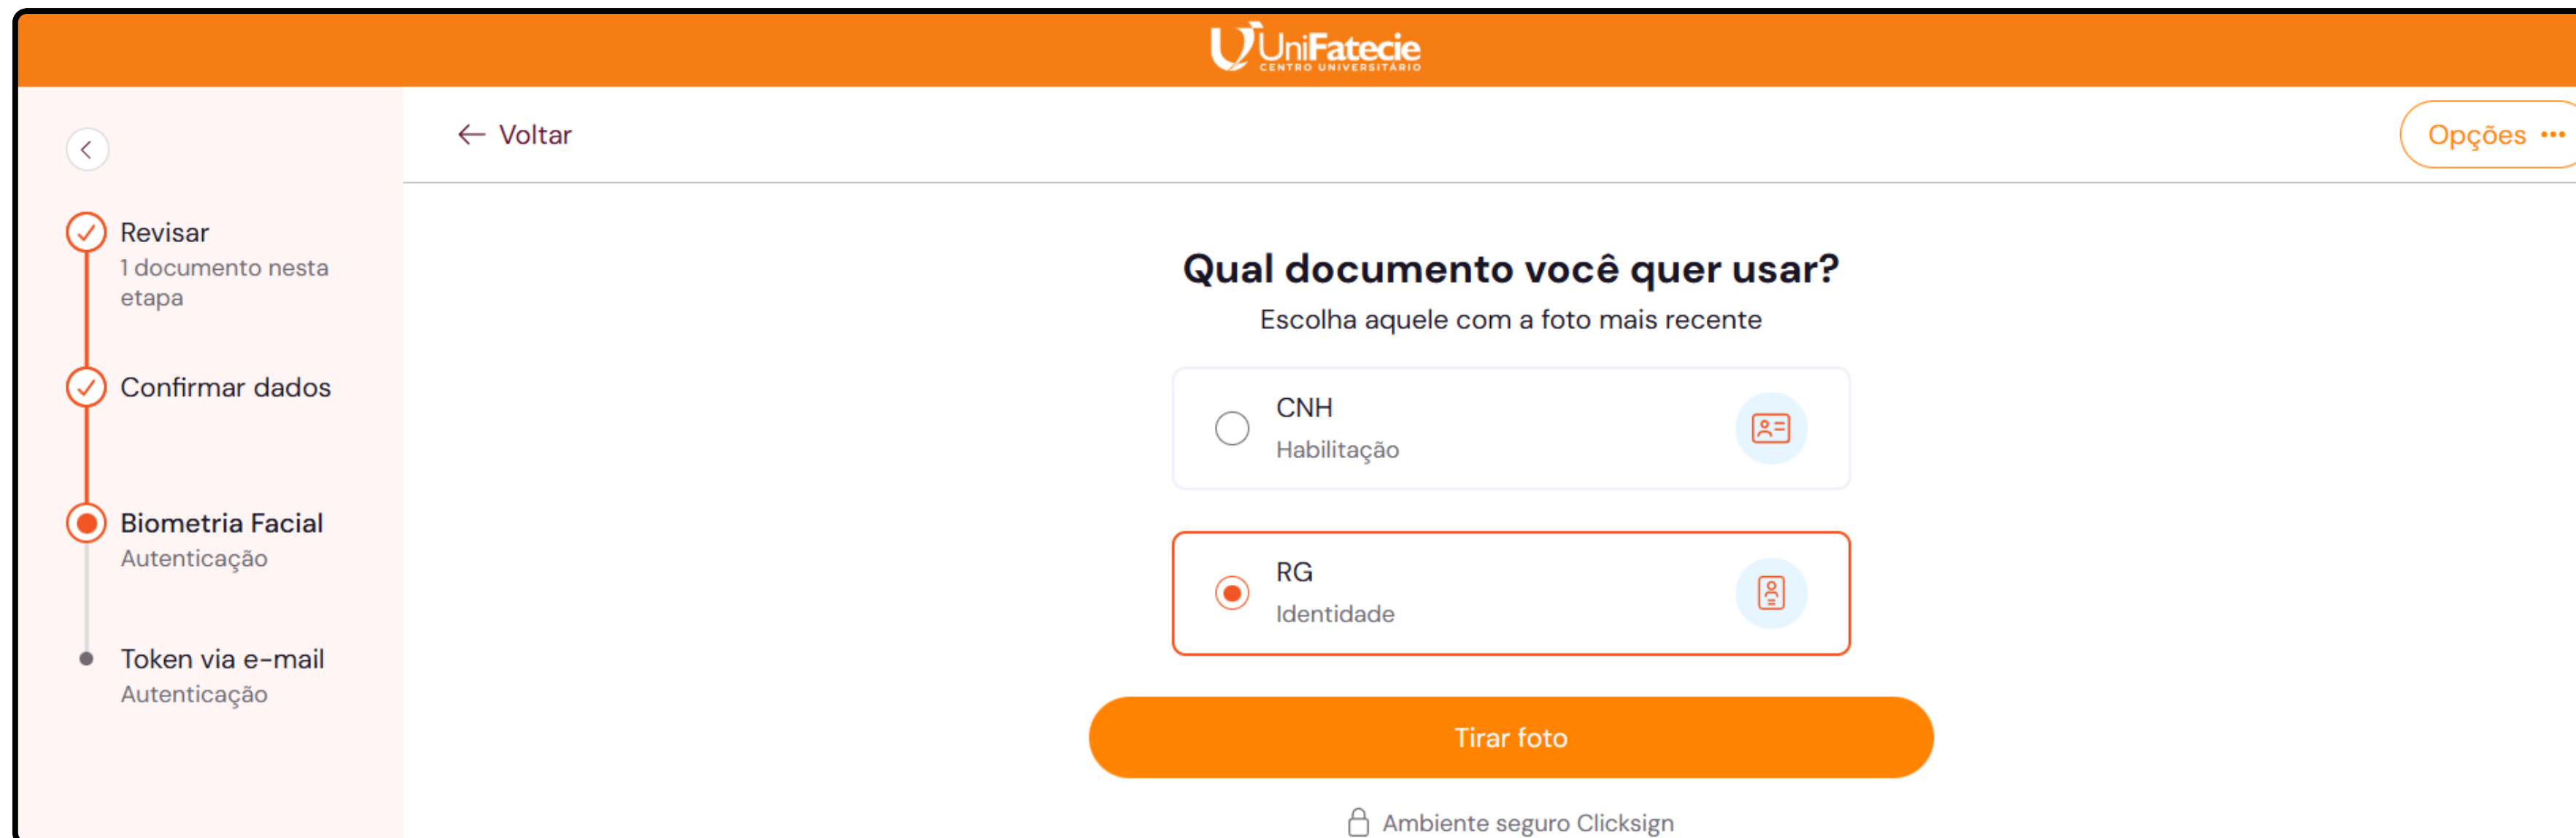 UniFatecie
CENTRO UNIVERSITÁRIO
Voltar
Opções
Revisar
1 documento nesta
etapa
Confirmar dados
Biometria Facial
Autenticação
Token via e-mail
Autenticação
Qual documento você quer usar?
Escolha aquele com a foto mais recente
CNH
Habilitação
RG
Identidade
Tirar foto
Ambiente seguro Clicksign